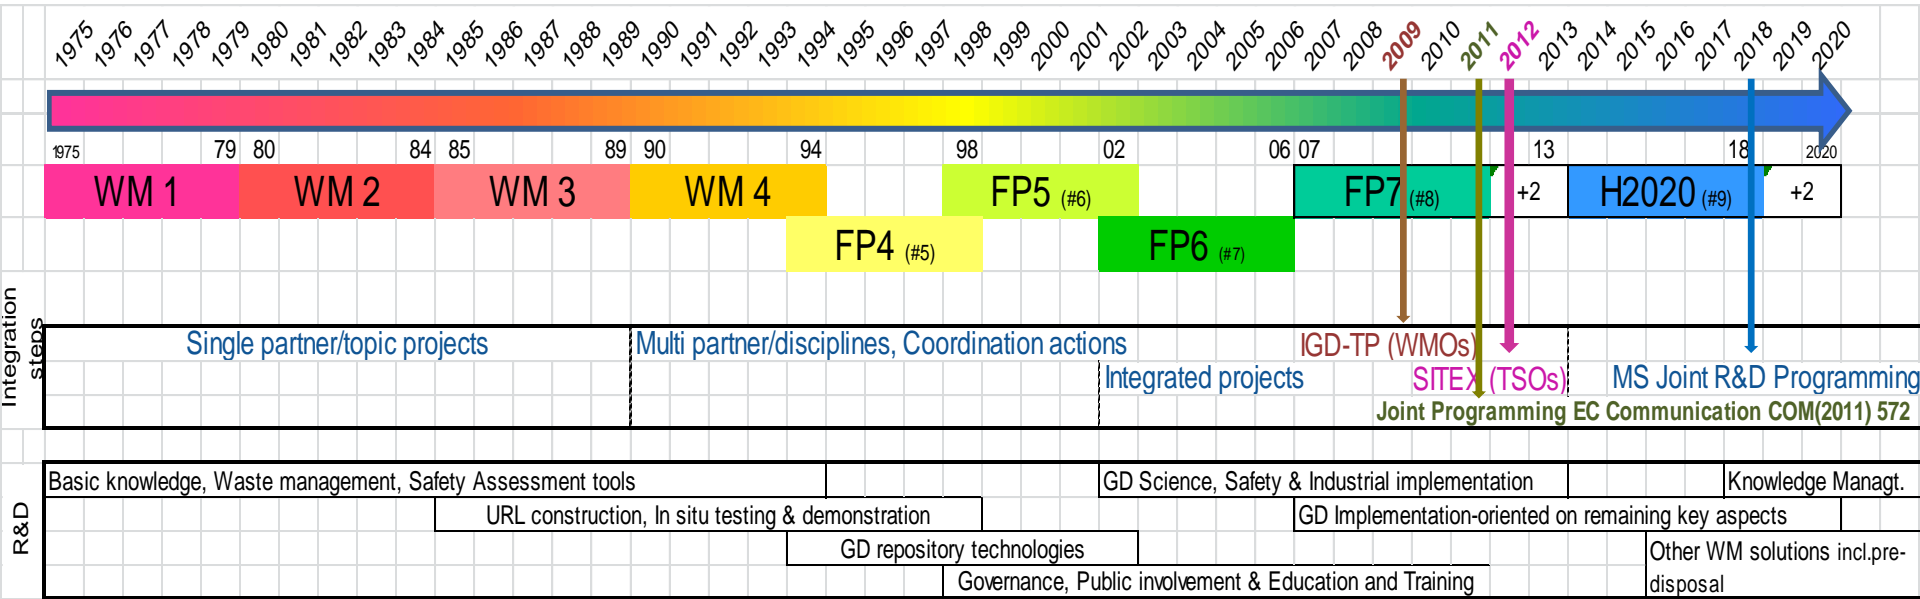 1975 1976 1977 1978 1979 1980 1981 1982 1983 1984 1985 1986 1987 1988 1989 1990 1991 1992 1993 1994 1995 1996 1997 1998 1999 2000 2001 2002 2003 2004 2005 2006 2007 2008 2009 2010 2011 2012 2013 2014 2015 2016 2017 2018 2019 2020
1975 79 80 84 85 89 90 94 98 02 06 07 13 18 2020
WM 1 WM 2 WM 3 WM 4 FP5 (#6) FP7 (#8) +2 H2020 (#9) +2
FP4 (#5) FP6 (#7)
Integration
steps
Single partner/topic projects Multi partner/disciplines, Coordination actions IGD-TP (WMOs)
Integrated projects SITEX (TSOs) MS Joint R&D Programming
Joint Programming EC Communication COM(2011) 572
R&D
Basic knowledge, Waste management, Safety Assessment tools GD Science, Safety & Industrial implementation Knowledge Managt.
URL construction, In situ testing & demonstration GD Implementation-oriented on remaining key aspects
GD repository technologies Other WM solutions incl.pre-
Governance, Public involvement & Education and Training disposal